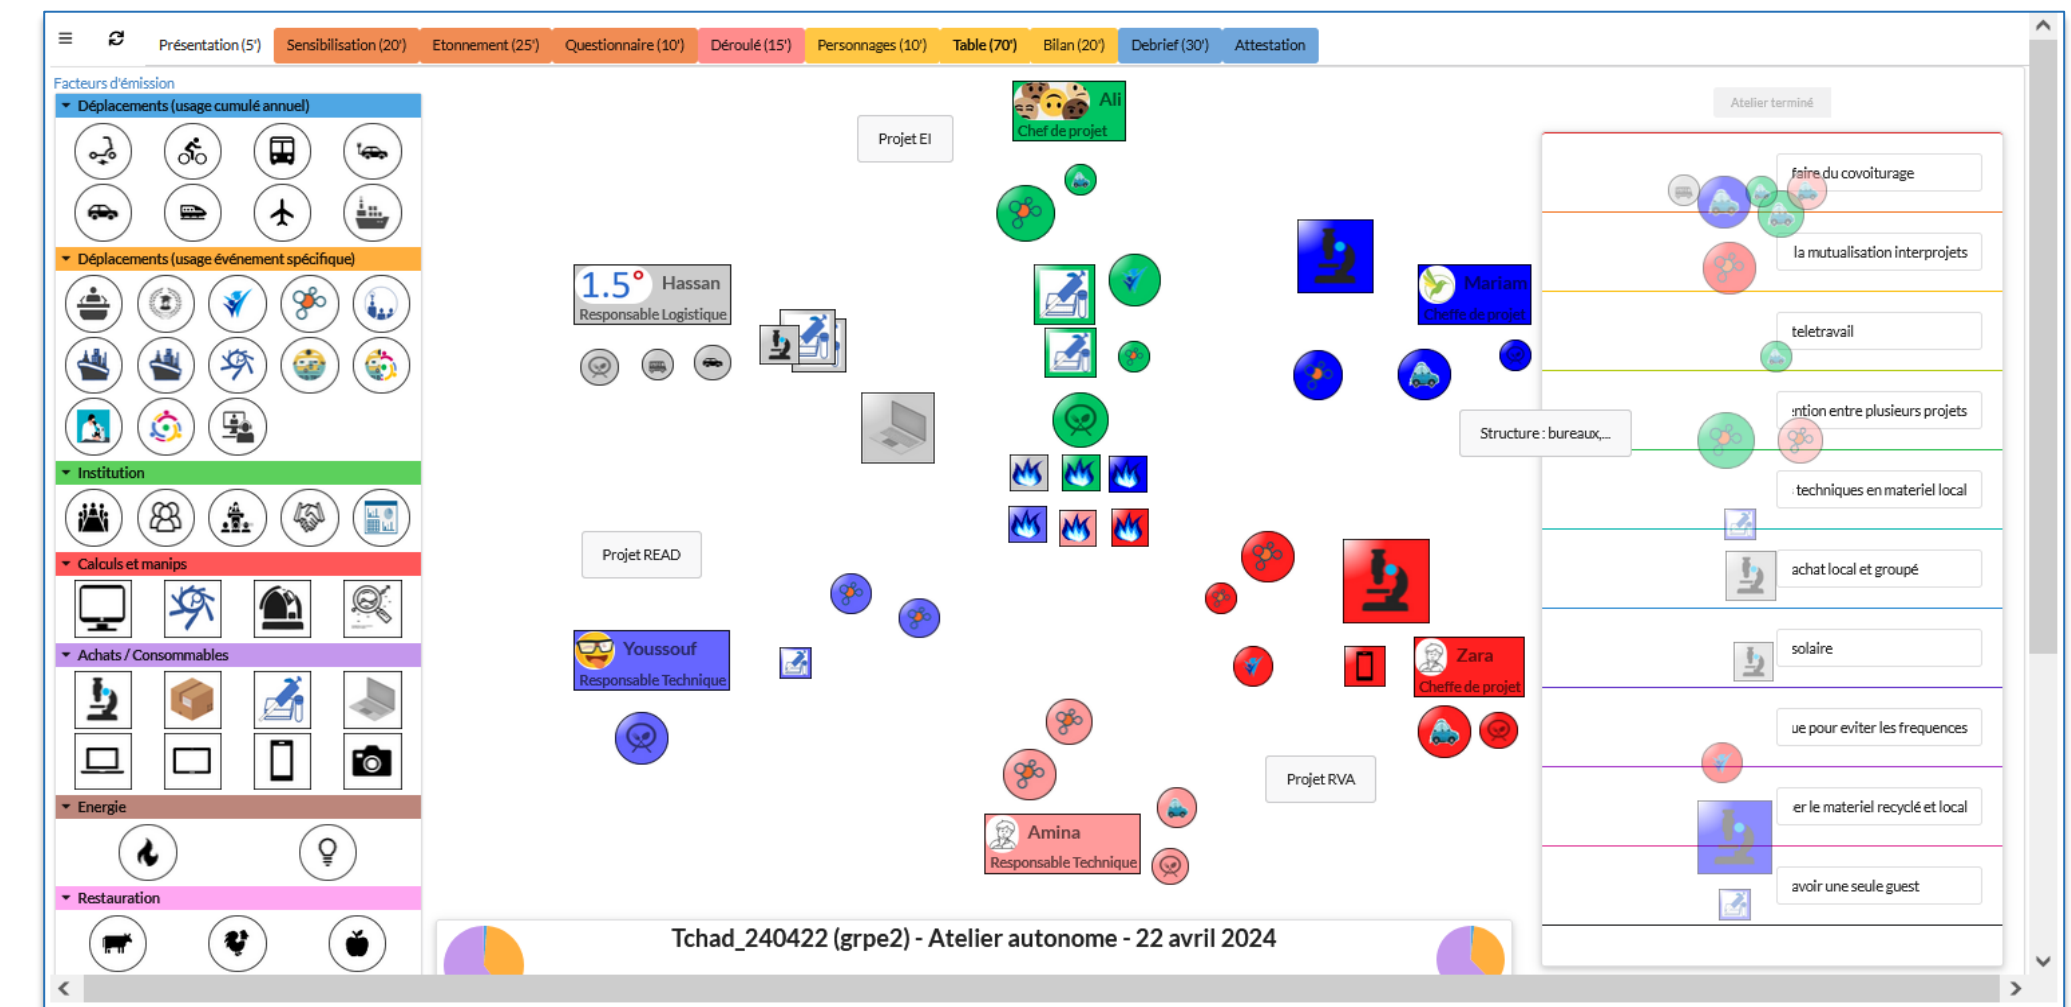 Présentation (5') Sensibilisation (20') Etonnement (25') Questionnaire (10') Déroulé (15') Personnages (10') Table (70') Bilan (20') Debrief (30') Attestation
Facteurs d'émission
Déplacements (usage cumulé annuel)
Déplacements (usage événement spécifique)
Institution
Calculs et manips
Achats / Consommables
Energie
Restauration
Ali
Chef de projet
Projet EI
1.5° Hassan
Responsable Logistique
Mariam
Cheffe de projet
Structure : bureaux,...
Projet READ
Youssouf
Responsable Technique
Zara
Cheffe de projet
Projet RVA
Amina
Responsable Technique
Tchad_240422 (grpe2) - Atelier autonome - 22 avril 2024
Atelier terminé
faire du covoiturage
la mutualisation interprojets
teletravail
ntion entre plusieurs projets
techniques en materiel local
achat local et groupé
solaire
ue pour eviter les frequences
er le materiel recyclé et local
avoir une seule guest